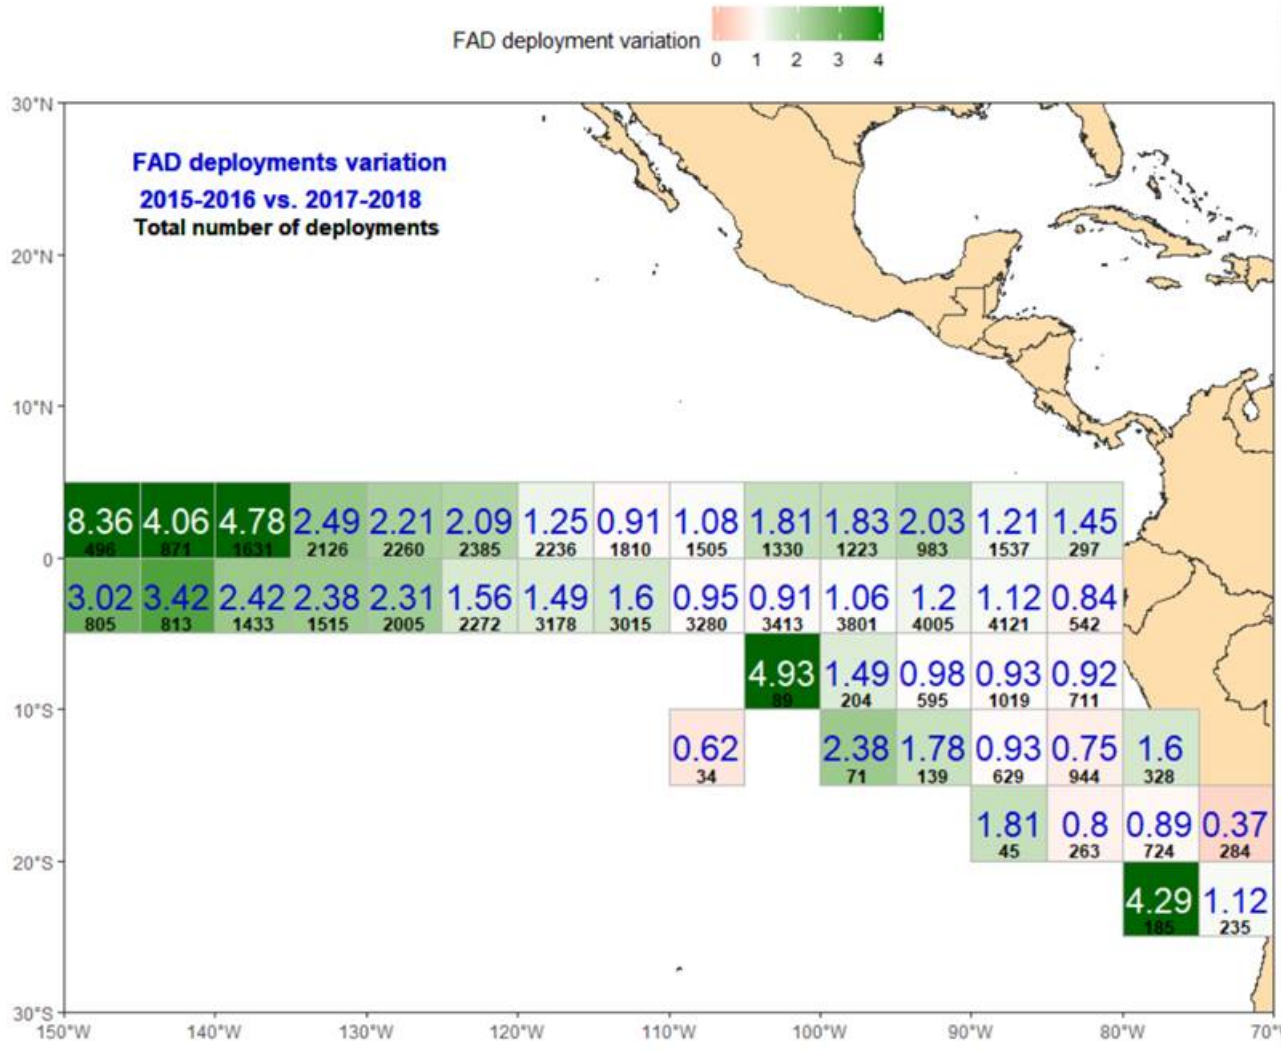 FAD deployment variation
0 1 2 3 4
30°N
FAD deployments variation
2015-2016 vs. 2017-2018
Total number of deployments
20°N
10°N
8.36 4.06 4.78 2.49 2.21 2.09 1.25 0.91 1.08 1.81 1.83 2.03 1.21 1.45
496 871 1631 2126 2260 2385 2236 1810 1505 1330 1223 983 1537 297
0
3.02 3.42 2.42 2.38 2.31 1.56 1.49 1.6 0.95 0.91 1.06 1.2 1.12 0.84
805 813 1433 1515 2005 2272 3178 3015 3280 3413 3801 4005 4121 542
4.93 1.49 0.98 0.93 0.92
89 204 595 1019 711
10°S
0.62 2.38 1.78 0.93 0.75 1.6
34 71 139 629 944 328
1.81 0.8 0.89 0.37
45 263 724 284
20°S
4.29 1.12
185 235
30°S
150°W 140°W 130°W 120°W 110°W 100°W 90°W 80°W 70°W